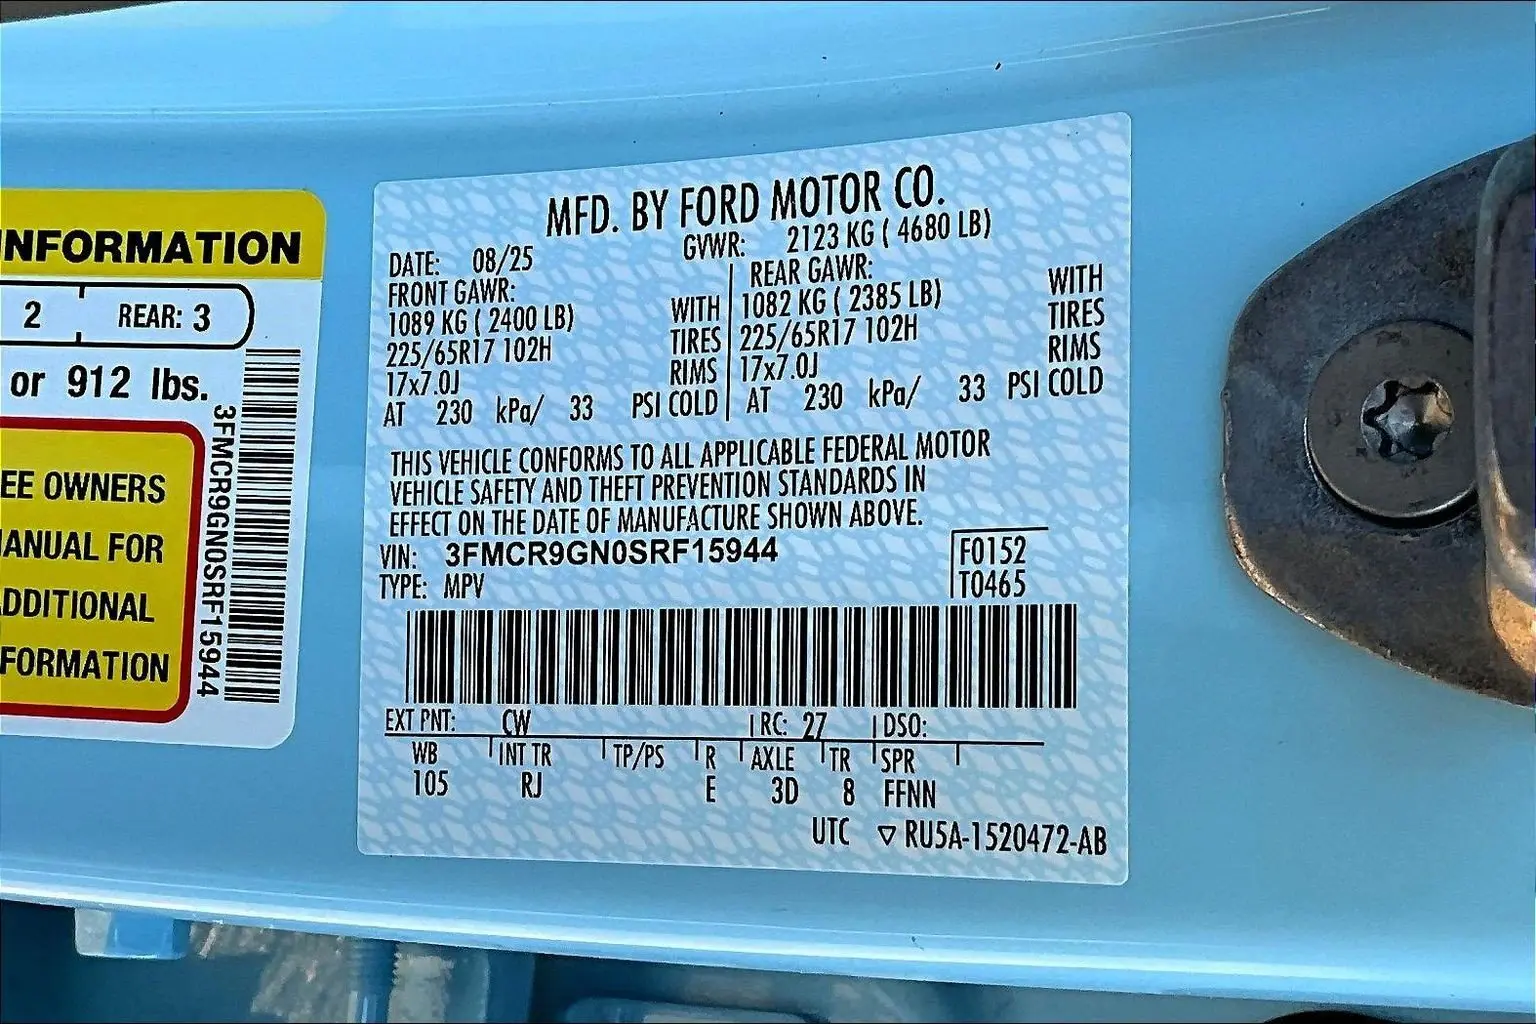 INFORMATION
2 REAR: 3
or 912 lbs.
EE OWNERS
ANUAL FOR
DDITIONAL
FORMATION
3FMCR9GN0SRF15944
MFD. BY FORD MOTOR CO.
DATE: 08/25 GVWR: 2123 KG ( 4680 LB)
FRONT GAWR: REAR GAWR:
1089 KG ( 2400 LB) WITH 1082 KG ( 2385 LB) WITH
225/65R17 102H TIRES 225/65R17 102H TIRES
17x7.0J RIMS 17x7.0J RIMS
AT 230 kPa/ 33 PSI COLD AT 230 kPa/ 33 PSI COLD
THIS VEHICLE CONFORMS TO ALL APPLICABLE FEDERAL MOTOR
VEHICLE SAFETY AND THEFT PREVENTION STANDARDS IN
EFFECT ON THE DATE OF MANUFACTURE SHOWN ABOVE.
VIN: 3FMCR9GN0SRF15944 F0152
TYPE: MPV T0465
EXT PNT: CW RC: 27 DSO:
WB INT TR TP/PS R AXLE TR SPR
105 RJ E 3D 8 FFNN
UTC ▽ RU5A-1520472-AB